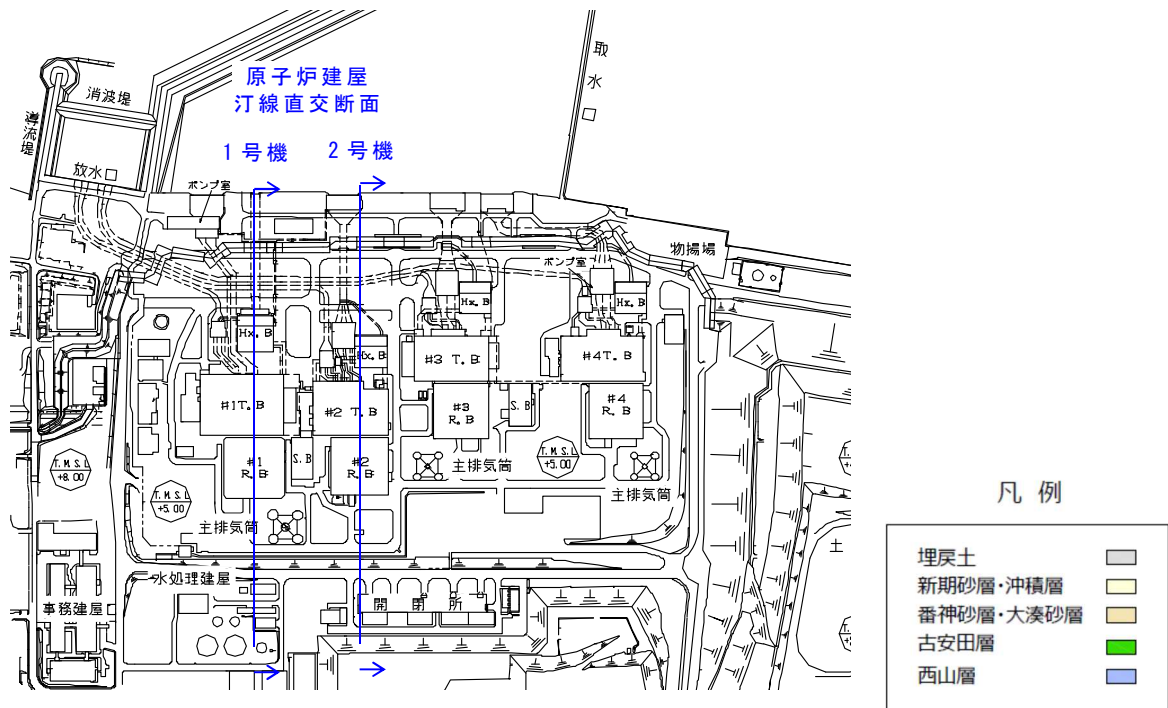 取水口
消波堤
導流堤
原子炉建屋
汀線直交断面
1号機
2号機
放水口
ポンプ室
物揚場
ポンプ室
Hx. B
Hx. B
Hx. B
Hx. B
#3 T. B
#4T. B
#1T. B
#2 T. B
#3
R. B
S. B
#4
R. B
#1
R. B
S. B
#2
R. B
T. M. S. L
+8. 00
T. M. S. L
+5. 00
主排気筒
T. M. S. L
+5. 00
主排気筒
主排気筒
水処理建屋
事務建屋
開閉所
土
凡 例
埋戻土
新期砂層・沖積層
番神砂層・大湊砂層
古安田層
西山層